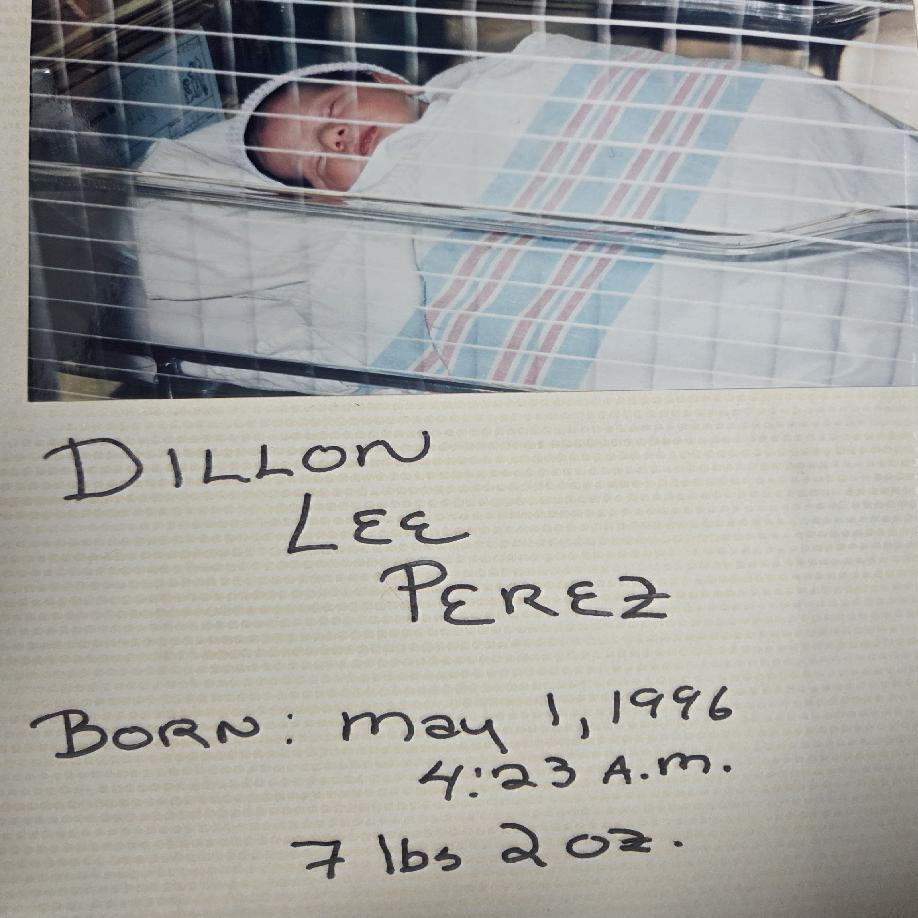 DILLON
LEE
PEREZ
BORN: may 1, 1996
4:23 A.m.
7 lbs 2 oz.